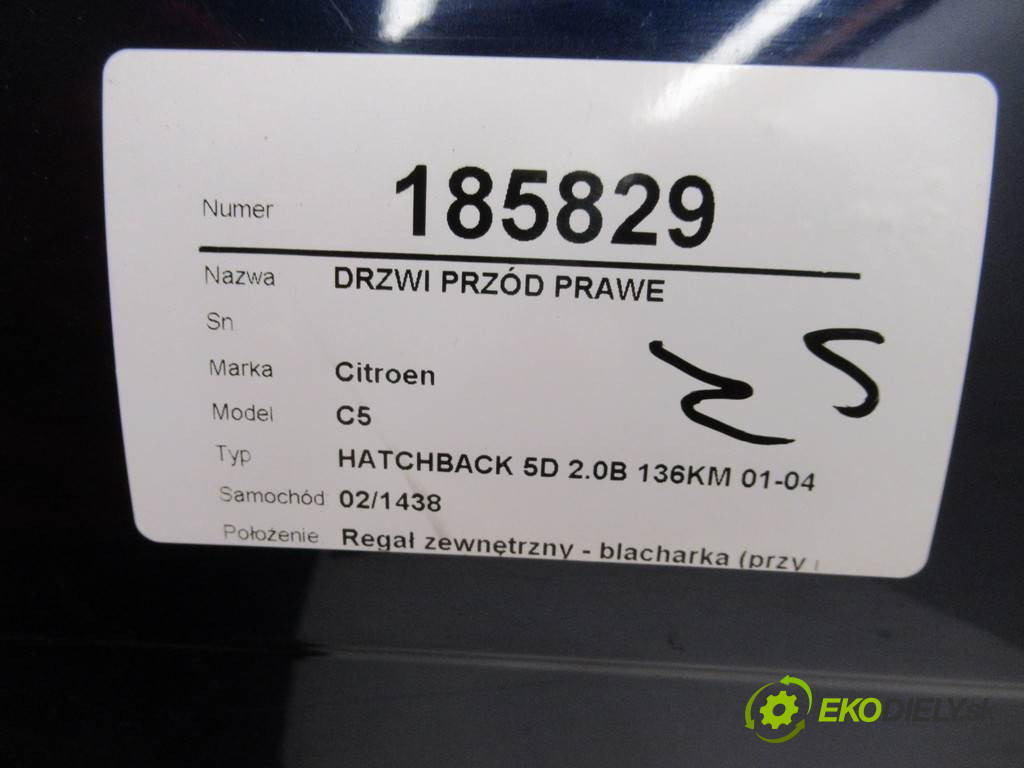 Numer 185829
Nazwa DRZWI PRZÓD PRAWE
Sn
Marka Citroen
Model C5
Typ HATCHBACK 5D 2.0B 136KM 01-04
Samochód 02/1438
Położenie Regał zewnętrzny - blacharka (przy
EKODIELY.sk